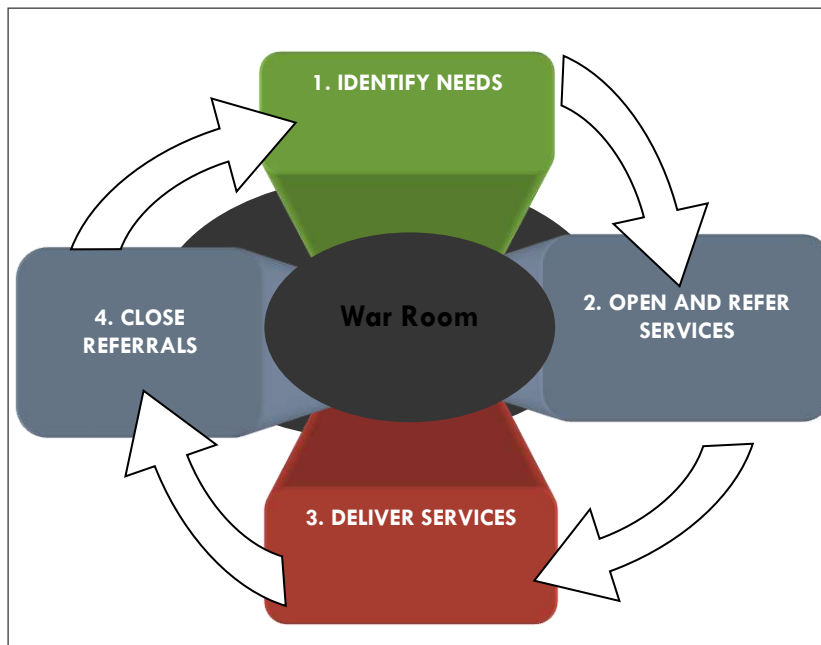 1. IDENTIFY NEEDS
2. OPEN AND REFER
SERVICES
3. DELIVER SERVICES
4. CLOSE
REFERRALS
War Room